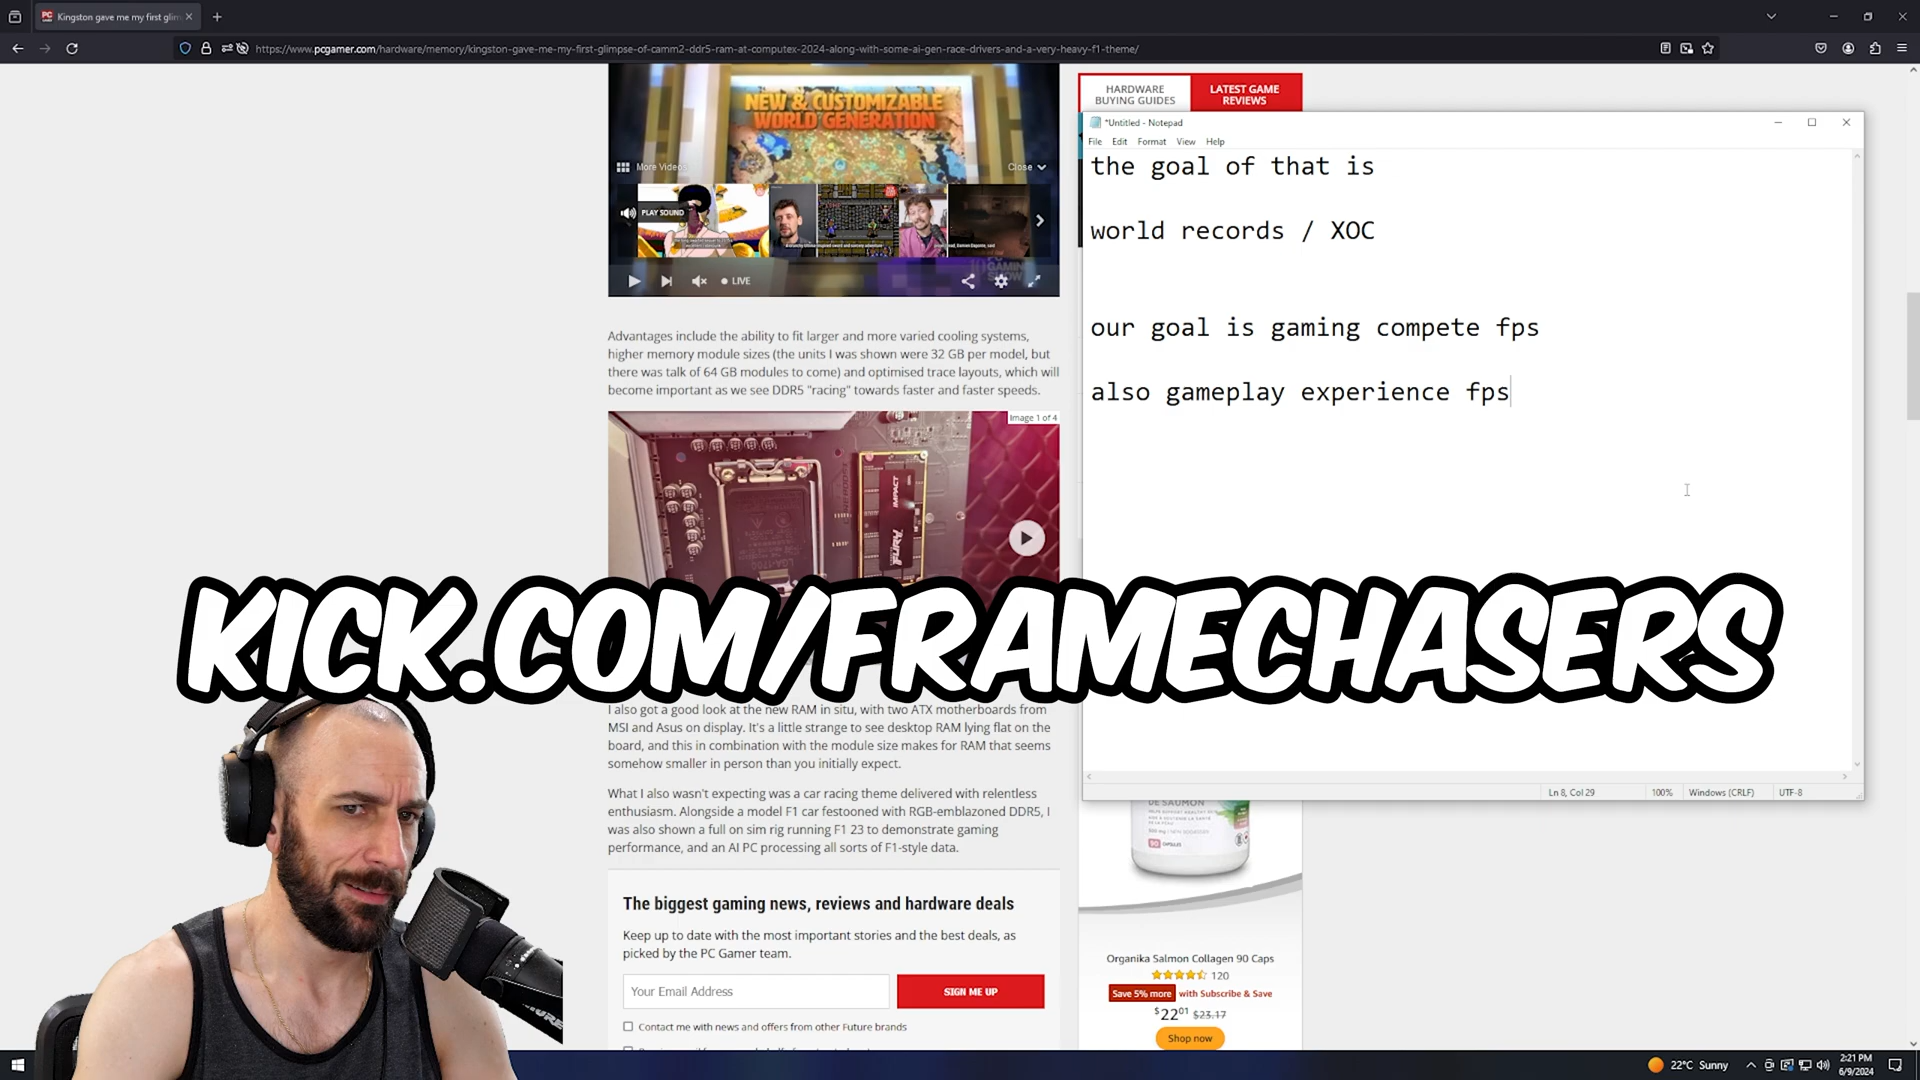 Kingston gave me my first glim
https://www.pcgamer.com/hardware/memory/kingston-gave-me-my-first-glimpse-of-camm2-ddr5-ram-at-computex-2024-along-with-some-ai-gen-race-drivers-and-a-very-heavy-f1-theme/
NEW & CUSTOMIZABLE
WORLD GENERATION
More Videos
Close
PLAY SOUND
LIVE
Advantages include the ability to fit larger and more varied cooling systems,
higher memory module sizes (the units I was shown were 32 GB per model, but
there was talk of 64 GB modules to come) and optimised trace layouts, which will
become important as we see DDR5 "racing" towards faster and faster speeds.
Image 1 of 4
IMPACT
FURY
LGA-1700
I also got a good look at the new RAM in situ, with two ATX motherboards from
MSI and Asus on display. It's a little strange to see desktop RAM lying flat on the
board, and this in combination with the module size makes for RAM that seems
somehow smaller in person than you initially expect.
What I also wasn't expecting was a car racing theme delivered with relentless
enthusiasm. Alongside a model F1 car festooned with RGB-emblazoned DDR5, I
was also shown a full on sim rig running F1 23 to demonstrate gaming
performance, and an AI PC processing all sorts of F1-style data.
The biggest gaming news, reviews and hardware deals
Keep up to date with the most important stories and the best deals, as
picked by the PC Gamer team.
Your Email Address
SIGN ME UP
Contact me with news and offers from other Future brands
HARDWARE
BUYING GUIDES
LATEST GAME
REVIEWS
*Untitled - Notepad
File Edit Format View Help
the goal of that is
world records / XOC
our goal is gaming compete fps
also gameplay experience fps
Ln 8, Col 29
100%
Windows (CRLF)
UTF-8
KICK.COM/FRAMECHASERS
DE SAUMON
90
Organika Salmon Collagen 90 Caps
120
Save 5% more with Subscribe & Save
$22.01 $23.17
Shop now
22°C Sunny
2:21 PM
6/9/2024